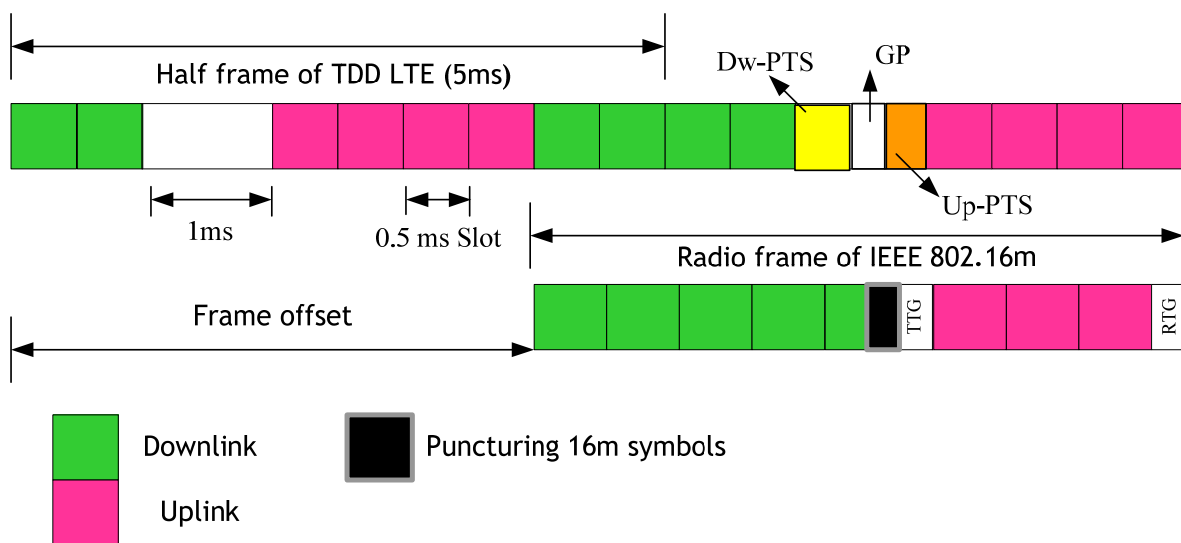 Half frame of TDD LTE (5ms)
Dw-PTS
GP
1ms
0.5 ms Slot
Up-PTS
Radio frame of IEEE 802.16m
Frame offset
TTG
RTG
Downlink
Puncturing 16m symbols
Uplink